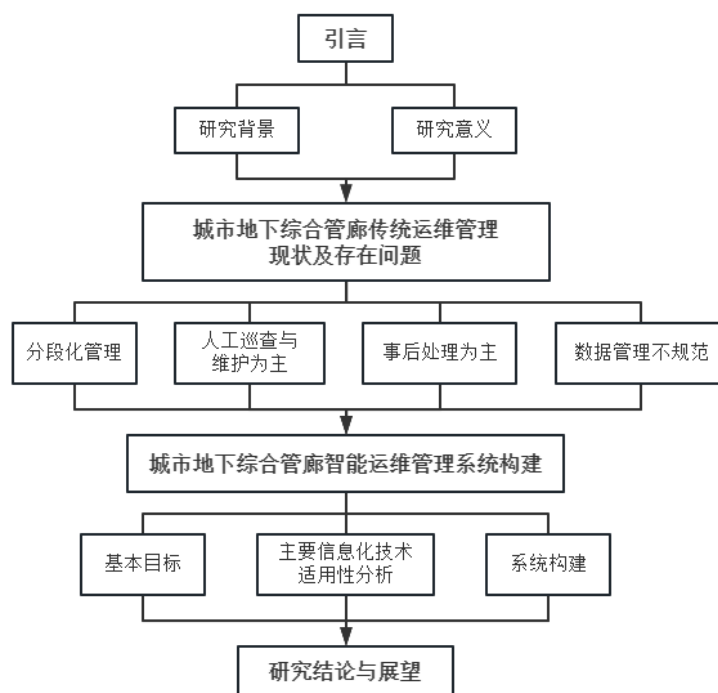 引言
研究背景
研究意义
城市地下综合管廊传统运维管理
现状及存在问题
分段化管理
人工巡查与
维护为主
事后处理为主
数据管理不规范
城市地下综合管廊智能运维管理系统构建
基本目标
主要信息化技术
适用性分析
系统构建
研究结论与展望